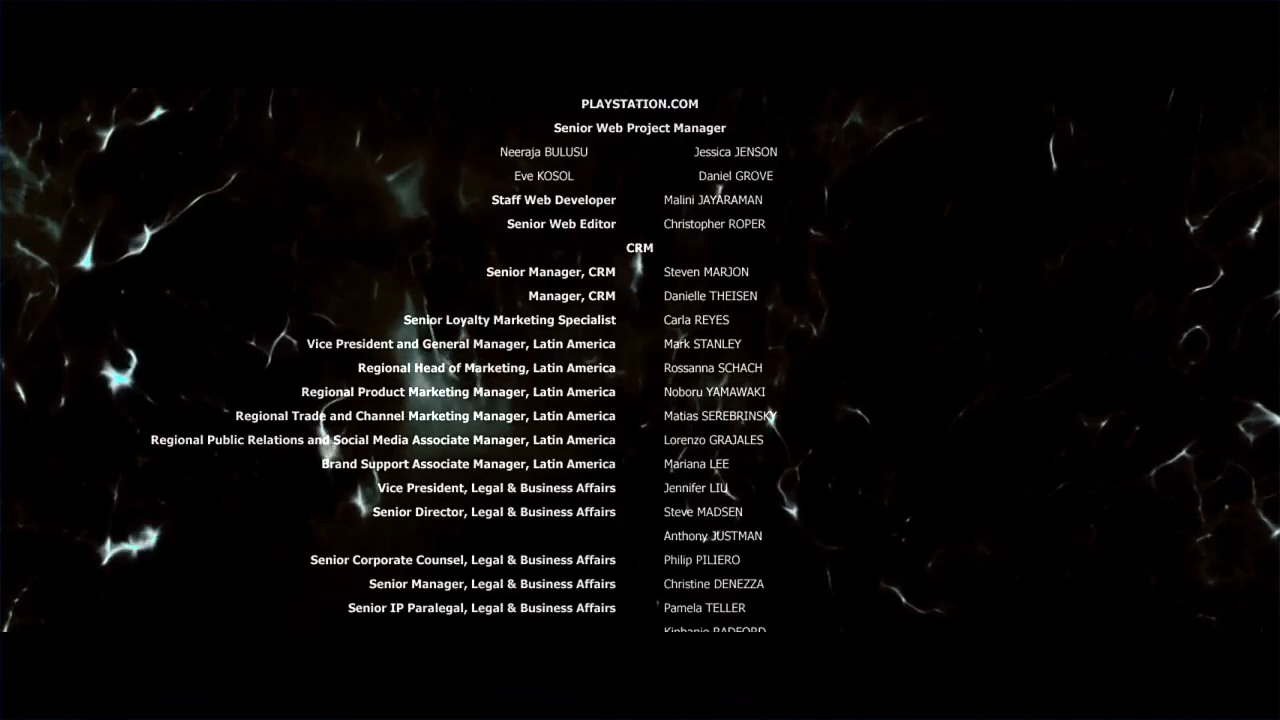 PLAYSTATION.COM
Senior Web Project Manager
Neeraja BULUSU Jessica JENSON
Eve KOSOL Daniel GROVE
Staff Web Developer Malini JAYARAMAN
Senior Web Editor Christopher ROPER
CRM
Senior Manager, CRM Steven MARJON
Manager, CRM Danielle THEISEN
Senior Loyalty Marketing Specialist Carla REYES
Vice President and General Manager, Latin America Mark STANLEY
Regional Head of Marketing, Latin America Rossanna SCHACH
Regional Product Marketing Manager, Latin America Noboru YAMAWAKI
Regional Trade and Channel Marketing Manager, Latin America Matias SEREBRINSKY
Regional Public Relations and Social Media Associate Manager, Latin America Lorenzo GRAJALES
Brand Support Associate Manager, Latin America Mariana LEE
Vice President, Legal & Business Affairs Jennifer LIU
Senior Director, Legal & Business Affairs Steve MADSEN
Anthony JUSTMAN
Senior Corporate Counsel, Legal & Business Affairs Philip PILIERO
Senior Manager, Legal & Business Affairs Christine DENEZZA
Senior IP Paralegal, Legal & Business Affairs Pamela TELLER